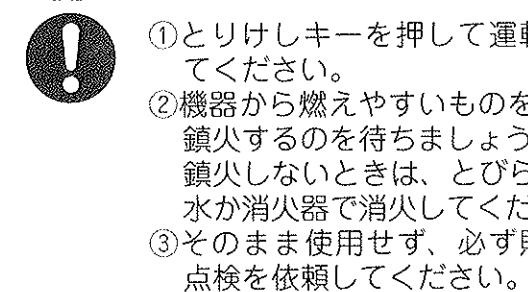 ①とりけしキーを押して運転
てください。
②機器から燃えやすいものを
鎮火するのを待ちましょう
鎮火しないときは、とびら
水か消火器で消火してくだ
③そのまま使用せず、必ず
点検を依頼してください。